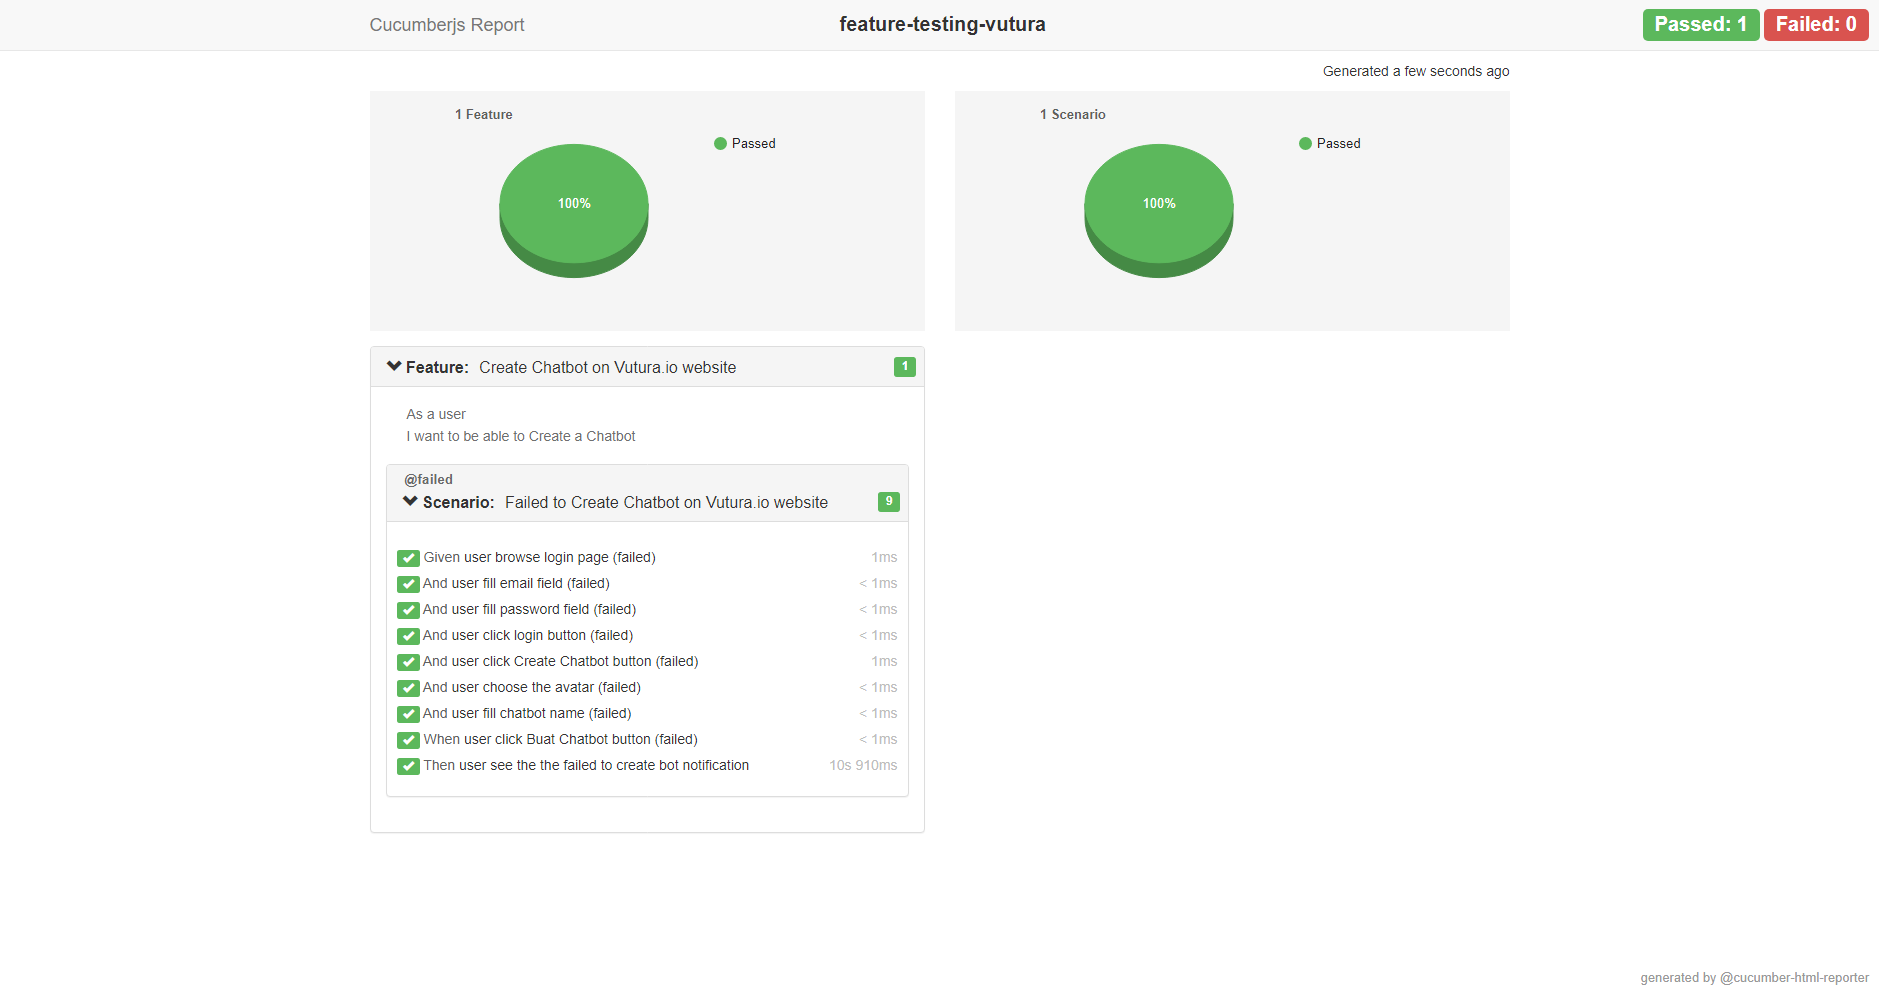 Cucumberjs Report
feature-testing-vutura
Passed: 1
Failed: 0
Generated a few seconds ago
1 Feature
Passed
100%
1 Scenario
Passed
100%
Feature: Create Chatbot on Vutura.io website
1
As a user
I want to be able to Create a Chatbot
@failed
Scenario: Failed to Create Chatbot on Vutura.io website
9
Given user browse login page (failed) 1ms
And user fill email field (failed) < 1ms
And user fill password field (failed) < 1ms
And user click login button (failed) < 1ms
And user click Create Chatbot button (failed) 1ms
And user choose the avatar (failed) < 1ms
And user fill chatbot name (failed) < 1ms
When user click Buat Chatbot button (failed) < 1ms
Then user see the the failed to create bot notification 10s 910ms
generated by @cucumber-html-reporter